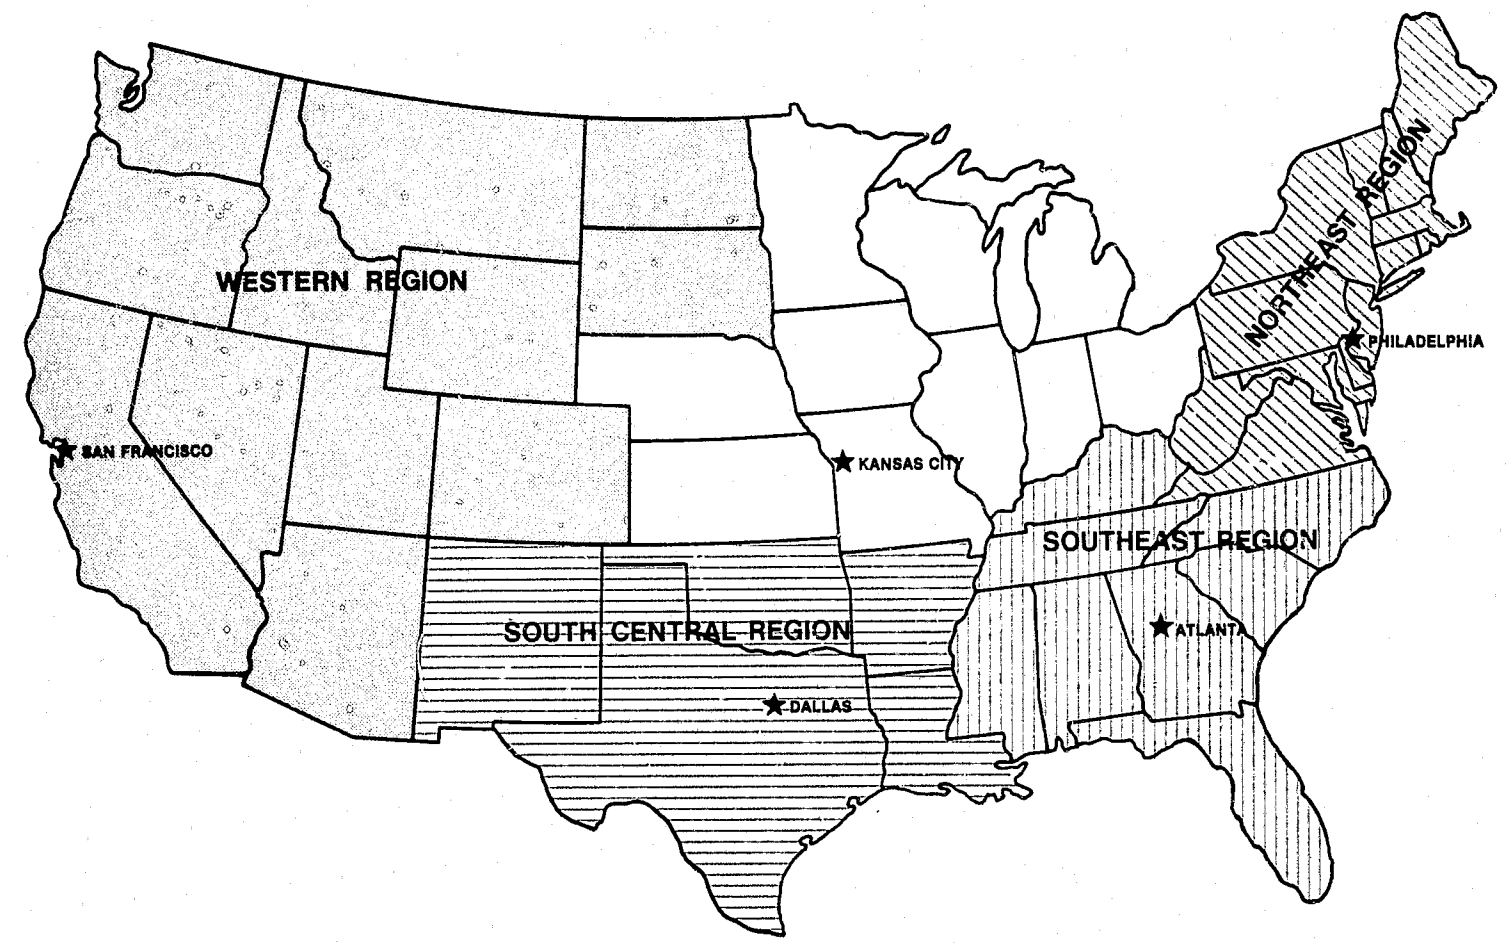 NORTHEAST REGION
WESTERN REGION
PHILADELPHIA
SAN FRANCISCO
KANSAS CITY
SOUTHEAST REGION
SOUTH CENTRAL REGION
ATLANTA
DALLAS